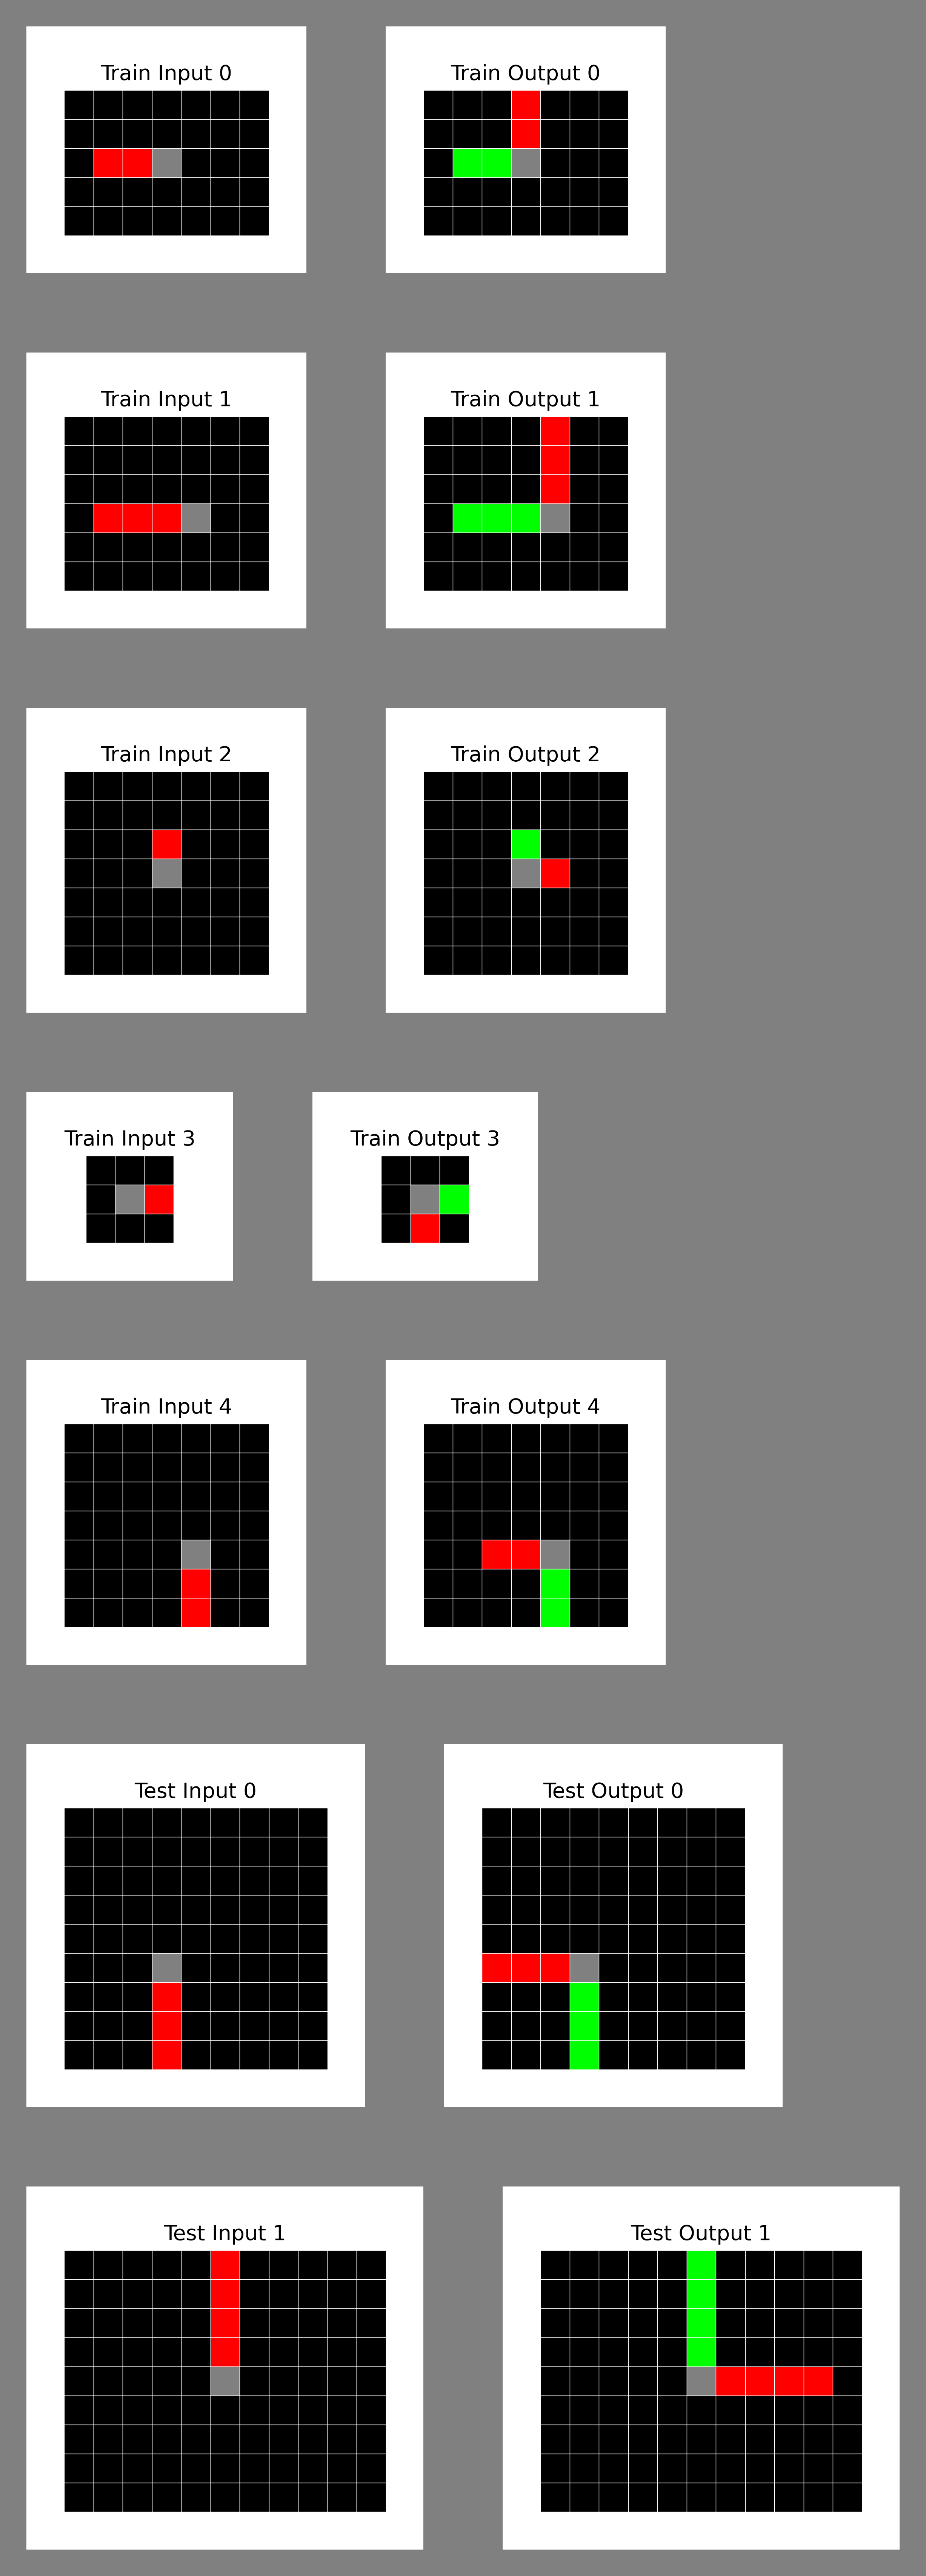 Train Input 0
Train Output 0
Train Input 1
Train Output 1
Train Input 2
Train Output 2
Train Input 3
Train Output 3
Train Input 4
Train Output 4
Test Input 0
Test Output 0
Test Input 1
Test Output 1